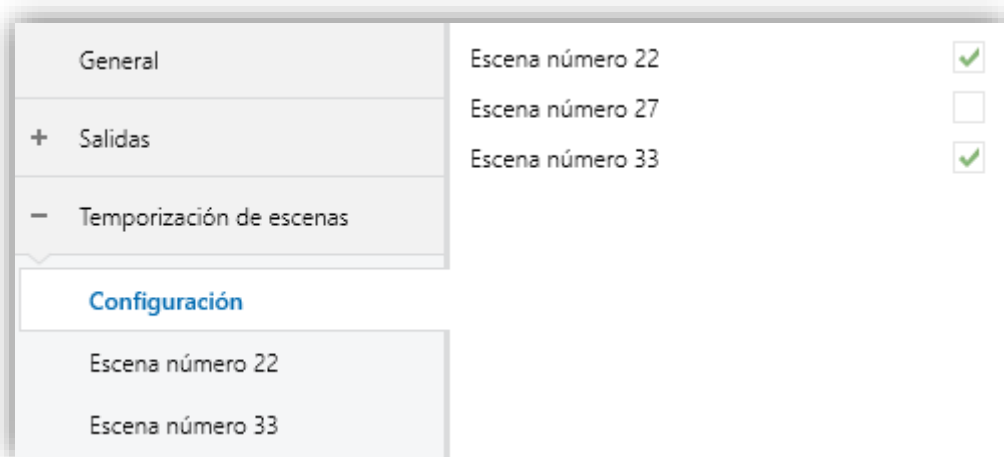 General
+ Salidas
− Temporización de escenas
Configuración
Escena número 22
Escena número 33
Escena número 22
Escena número 27
Escena número 33